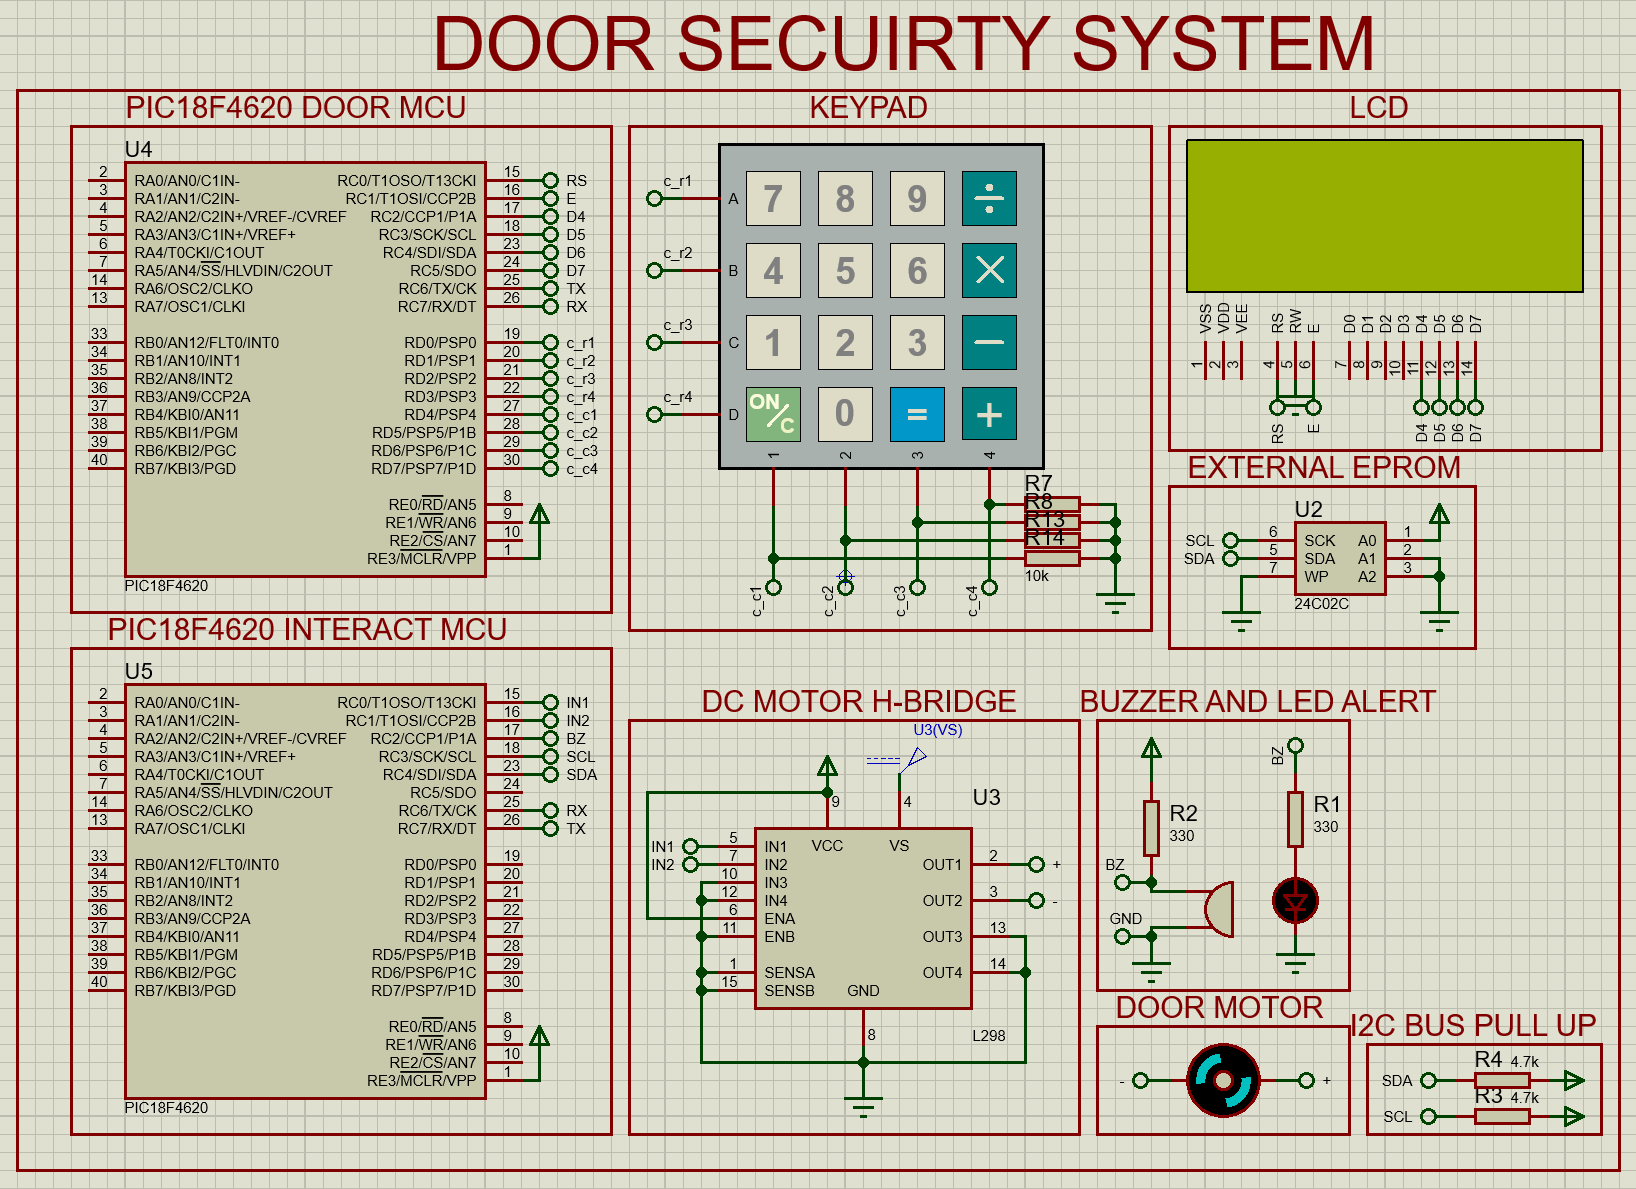 DOOR SECUIRTY SYSTEM
PIC18F4620 DOOR MCU
U4
2 RA0/AN0/C1IN- RC0/T1OSO/T13CKI 15 RS
3 RA1/AN1/C2IN- RC1/T1OSI/CCP2B 16 E
4 RA2/AN2/C2IN+/VREF-/CVREF RC2/CCP1/P1A 17 D4
5 RA3/AN3/C1IN+/VREF+ RC3/SCK/SCL 18 D5
6 RA4/T0CKI/C1OUT RC4/SDI/SDA 23 D6
7 RA5/AN4/SS/HLVDIN/C2OUT RC5/SDO 24 D7
14 RA6/OSC2/CLKO RC6/TX/CK 25 TX
13 RA7/OSC1/CLKI RC7/RX/DT 26 RX
33 RB0/AN12/FLT0/INT0 RD0/PSP0 19 c_r1
34 RB1/AN10/INT1 RD1/PSP1 20 c_r2
35 RB2/AN8/INT2 RD2/PSP2 21 c_r3
36 RB3/AN9/CCP2A RD3/PSP3 22 c_r4
37 RB4/KBI0/AN11 RD4/PSP4 27 c_c1
38 RB5/KBI1/PGM RD5/PSP5/P1B 28 c_c2
39 RB6/KBI2/PGC RD6/PSP6/P1C 29 c_c3
40 RB7/KBI3/PGD RD7/PSP7/P1D 30 c_c4
RE0/RD/AN5 8
RE1/WR/AN6 9
RE2/CS/AN7 10
RE3/MCLR/VPP 1
PIC18F4620
KEYPAD
c_r1 A 7 8 9 ÷
c_r2 B 4 5 6 ×
c_r3 C 1 2 3 −
c_r4 D ON/C 0 = +
1 2 3 4
R7
R8
R13
R14
10k
c_c1 c_c2 c_c3 c_c4
LCD
VSS VDD VEE RS RW E D0 D1 D2 D3 D4 D5 D6 D7
1 2 3 4 5 6 7 8 9 10 11 12 13 14
RS E D4 D5 D6 D7
EXTERNAL EPROM
U2
SCL 6 SCK A0 1
SDA 5 SDA A1 2
7 WP A2 3
24C02C
PIC18F4620 INTERACT MCU
U5
2 RA0/AN0/C1IN- RC0/T1OSO/T13CKI 15 IN1
3 RA1/AN1/C2IN- RC1/T1OSI/CCP2B 16 IN2
4 RA2/AN2/C2IN+/VREF-/CVREF RC2/CCP1/P1A 17 BZ
5 RA3/AN3/C1IN+/VREF+ RC3/SCK/SCL 18 SCL
6 RA4/T0CKI/C1OUT RC4/SDI/SDA 23 SDA
7 RA5/AN4/SS/HLVDIN/C2OUT RC5/SDO 24
14 RA6/OSC2/CLKO RC6/TX/CK 25 RX
13 RA7/OSC1/CLKI RC7/RX/DT 26 TX
33 RB0/AN12/FLT0/INT0 RD0/PSP0 19
34 RB1/AN10/INT1 RD1/PSP1 20
35 RB2/AN8/INT2 RD2/PSP2 21
36 RB3/AN9/CCP2A RD3/PSP3 22
37 RB4/KBI0/AN11 RD4/PSP4 27
38 RB5/KBI1/PGM RD5/PSP5/P1B 28
39 RB6/KBI2/PGC RD6/PSP6/P1C 29
40 RB7/KBI3/PGD RD7/PSP7/P1D 30
RE0/RD/AN5 8
RE1/WR/AN6 9
RE2/CS/AN7 10
RE3/MCLR/VPP 1
PIC18F4620
DC MOTOR H-BRIDGE
U3(VS)
9 4 U3
VCC VS
IN1 5 IN1
IN2 7 IN2 OUT1 2 +
10 IN3
12 IN4 OUT2 3 -
6 ENA
11 ENB OUT3 13
1 SENSA OUT4 14
15 SENSB GND
8 L298
BUZZER AND LED ALERT
BZ
R2
330
R1
330
BZ
GND
DOOR MOTOR
- +
I2C BUS PULL UP
R4 4.7k
SDA
R3 4.7k
SCL